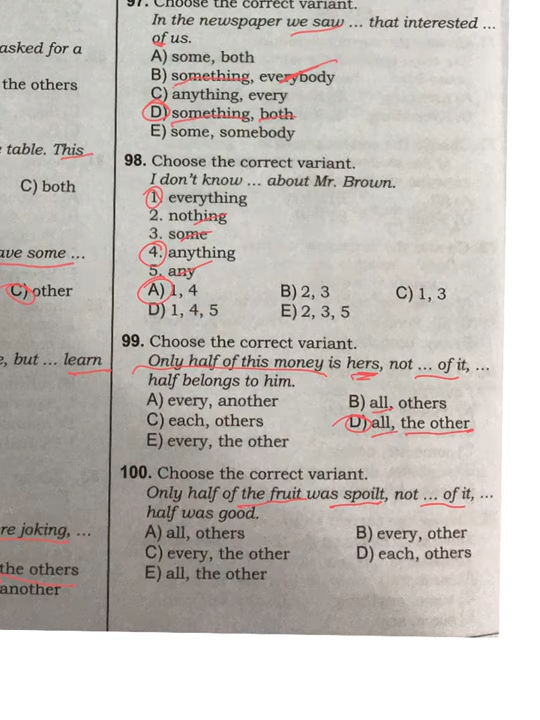 asked for a
the others
table. This
C) both
ave some ...
C) other
, but ... learn
re joking, ...
the others
another
97. Choose the correct variant.
In the newspaper we saw ... that interested ...
of us.
A) some, both
B) something, everybody
C) anything, every
D) something, both
E) some, somebody
98. Choose the correct variant.
I don't know ... about Mr. Brown.
1. everything
2. nothing
3. some
4. anything
5. any
A) 1, 4 B) 2, 3 C) 1, 3
D) 1, 4, 5 E) 2, 3, 5
99. Choose the correct variant.
Only half of this money is hers, not ... of it, ...
half belongs to him.
A) every, another B) all, others
C) each, others D) all, the other
E) every, the other
100. Choose the correct variant.
Only half of the fruit was spoilt, not ... of it, ...
half was good.
A) all, others B) every, other
C) every, the other D) each, others
E) all, the other